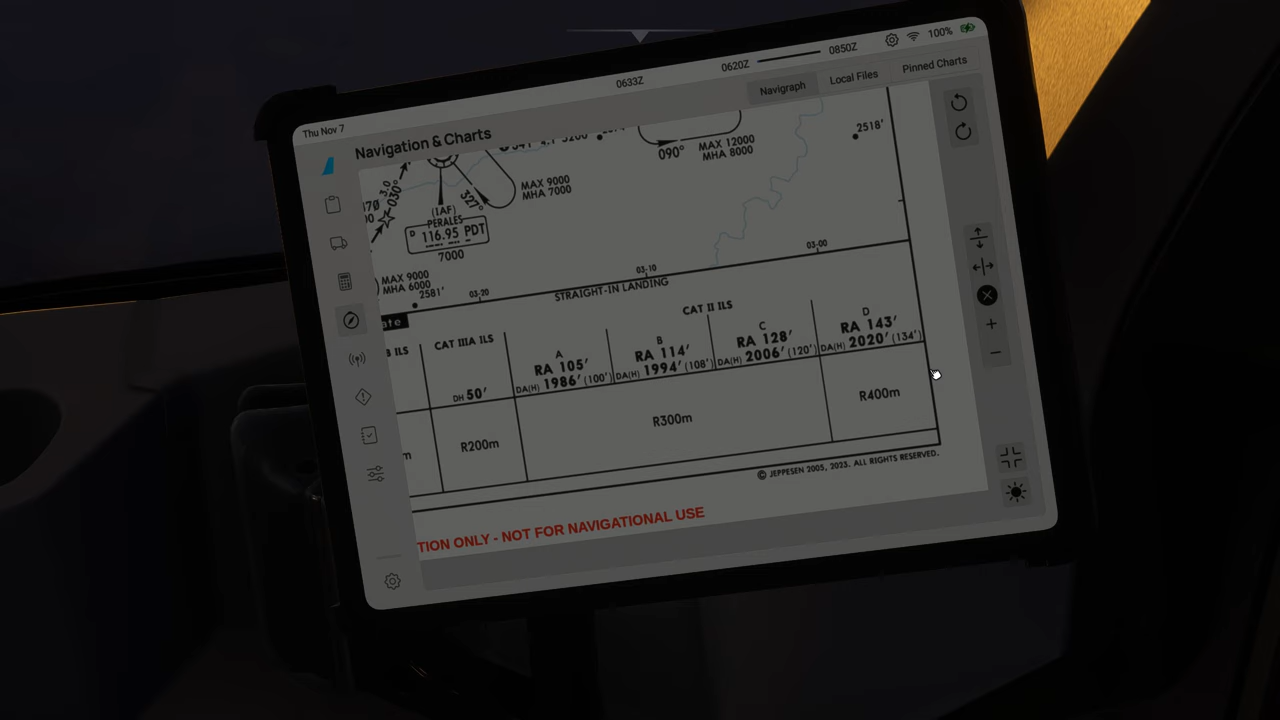 Thu Nov 7
0633Z
0620Z
0850Z
100%
Navigation & Charts
Navigraph
Local Files
Pinned Charts
2518'
090°
MAX 12000
MHA 8000
MAX 9000
MHA 7000
3.0
030°
327°
(IAF)
PERALES
D 116.95 PDT
7000
MAX 9000
MHA 6000
2581'
03-20
03-10
03-00
STRAIGHT-IN LANDING
ILS
CAT IIIA ILS
CAT II ILS
A
B
C
D
RA 105'
RA 114'
RA 128'
RA 143'
DH 50'
DA(H) 1986' (100')
DA(H) 1994' (108')
DA(H) 2006' (120')
DA(H) 2020' (134')
m
R200m
R300m
R400m
© JEPPESEN 2005, 2023. ALL RIGHTS RESERVED.
TION ONLY - NOT FOR NAVIGATIONAL USE